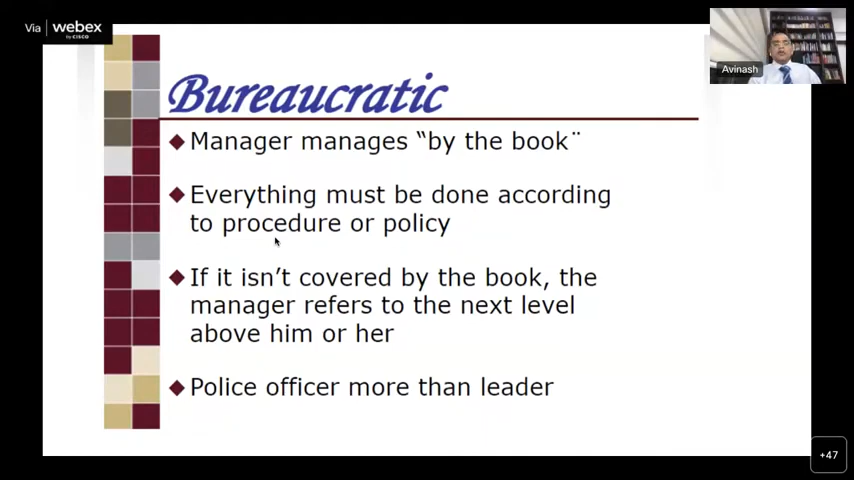 Via webex
by CISCO
Avinash
Bureaucratic
Manager manages “by the book¨
Everything must be done according
to procedure or policy
If it isn’t covered by the book, the
manager refers to the next level
above him or her
Police officer more than leader
+47